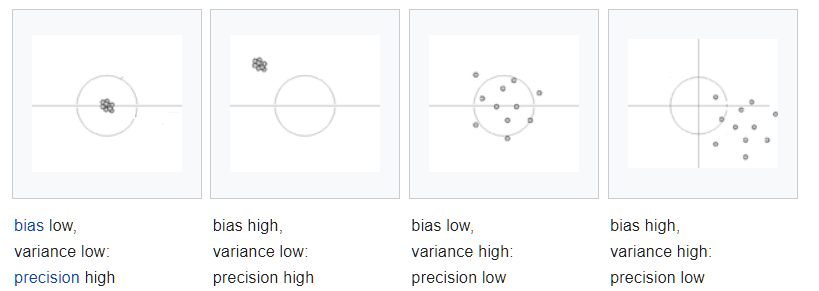 bias low,
variance low:
precision high
bias high,
variance low:
precision high
bias low,
variance high:
precision low
bias high,
variance high:
precision low